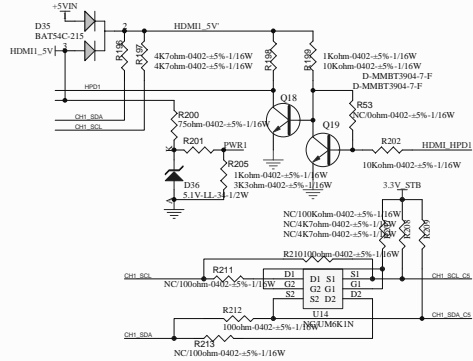 +5VIN
D35
BAT54C-215
2
HDMI1_5V'
HDMI1_5V
3
R196
R197
4K7ohm-0402-±5%-1/16W
4K7ohm-0402-±5%-1/16W
R198
R199
1Kohm-0402-±5%-1/16W
10Kohm-0402-±5%-1/16W
D-MMBT3904-7-F
D-MMBT3904-7-F
HPD1
Q18
R53
NC/0ohm-0402-±5%-1/16W
CH1_SDA
CH1_SCL
R200
75ohm-0402-±5%-1/16W
Q19
R201
PWR1
R202
HDMI_HPD1
K
R205
1Kohm-0402-±5%-1/16W
3K3ohm-0402-±5%-1/16W
10Kohm-0402-±5%-1/16W
D36
5.1V-LL-34-1/2W
A
3.3V_STB
NC/100Kohm-0402-±5%-1/16W
NC/4K7ohm-0402-±5%-1/16W
NC/4K7ohm-0402-±5%-1/16W
R208
R209
R210
100ohm-0402-±5%-1/16W
CH1_SCL
R211
NC/100ohm-0402-±5%-1/16W
D1
D1
S1
S1
CH1_SCL_C5
G2
G2
G1
G1
S2
S2
D2
D2
U14
NC/UM6K1N
R212
100ohm-0402-±5%-1/16W
CH1_SDA_C5
CH1_SDA
R213
NC/100ohm-0402-±5%-1/16W